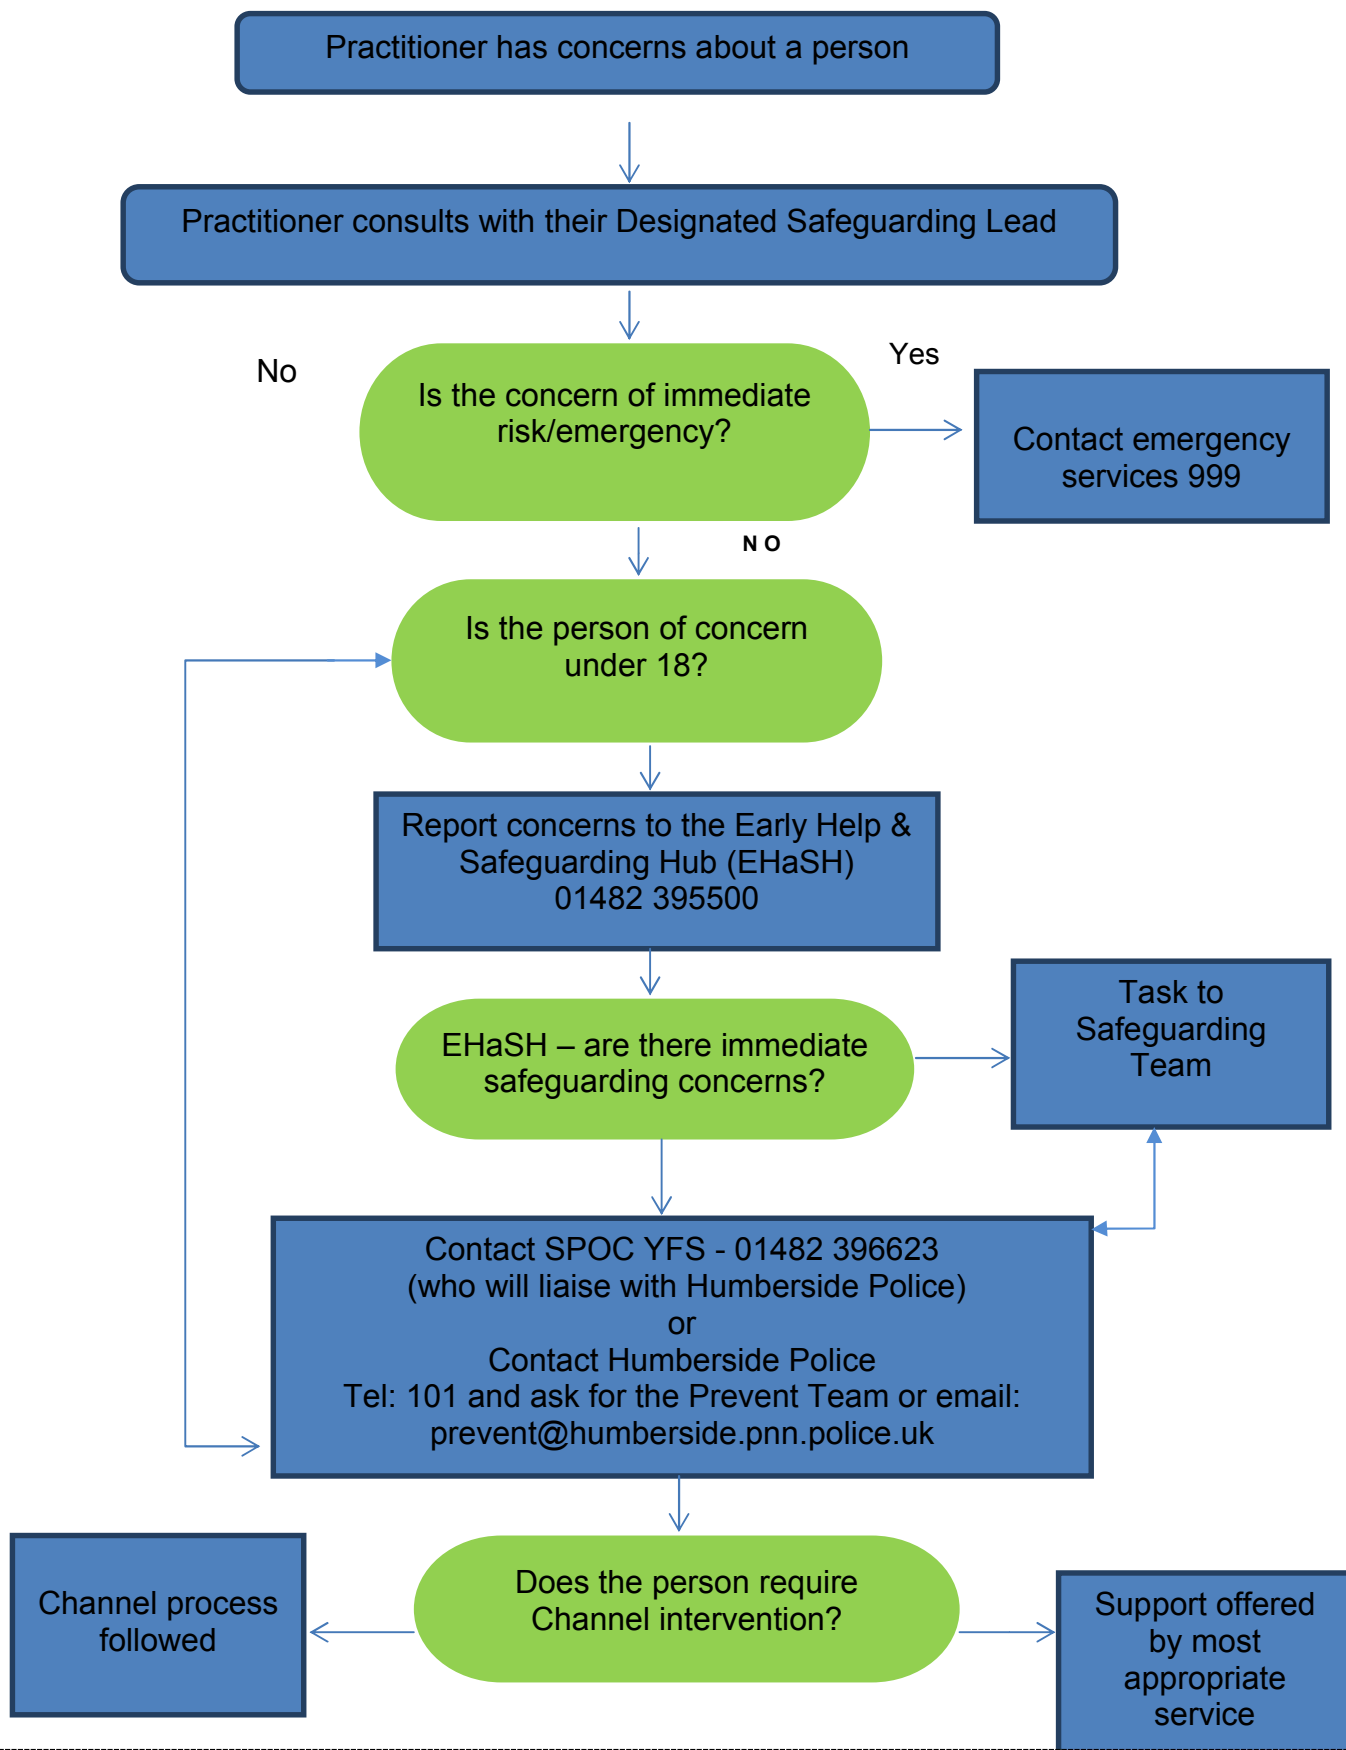 Practitioner has concerns about a person
Practitioner consults with their Designated Safeguarding Lead
No
Is the concern of immediate
risk/emergency?
Yes
Contact emergency
services 999
N O
Is the person of concern
under 18?
Report concerns to the Early Help &
Safeguarding Hub (EHaSH)
01482 395500
EHaSH – are there immediate
safeguarding concerns?
Task to
Safeguarding
Team
Contact SPOC YFS - 01482 396623
(who will liaise with Humberside Police)
or
Contact Humberside Police
Tel: 101 and ask for the Prevent Team or email:
prevent@humberside.pnn.police.uk
Channel process
followed
Does the person require
Channel intervention?
Support offered
by most
appropriate
service